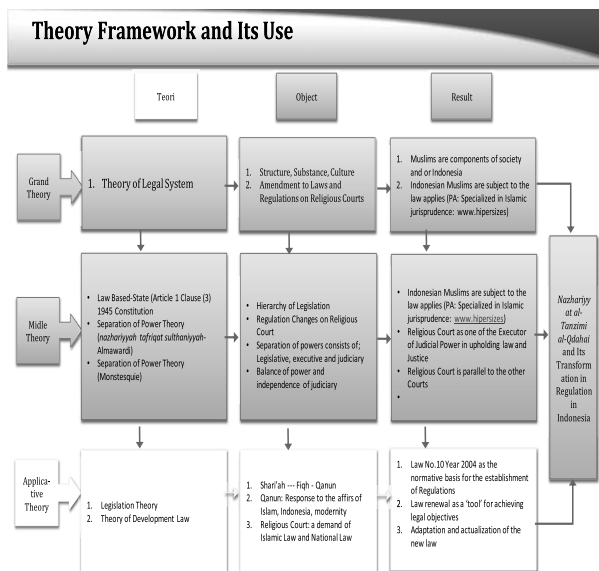 Theory Framework and Its Use
Teori
Object
Result
Grand
Theory
1. Theory of Legal System
1. Structure, Substance, Culture
2. Amendment to Laws and
Regulations on Religious Courts
1. Muslims are components of society
and or Indonesia
2. Indonesian Muslims are subject to the
law applies (PA: Specialized in Islamic
jurisprudence: www.hipersizes)
Midle
Theory
• Law Based-State (Article 1 Clause (3)
1945 Constitution
• Separation of Power Theory
(nazhariyyah tafriqat sulthaniyyah-
Almawardi)
• Separation of Power Theory
(Monstesquie)
• Hierarchy of Legislation
• Regulation Changes on Religious
Court
• Separation of powers consists of;
Legislative, executive and judiciary
• Balance of power and
independence of judiciary
• Indonesian Muslims are subject to the
law applies (PA: Specialized in Islamic
jurisprudence: www.hipersizes)
• Religious Court as one of the Executor
of Judicial Power in upholding law and
Justice
• Religious Court is parallel to the other
Courts
•
Nazhariyy
at al-
Tanzimi
al-Qdahai
and Its
Transform
ation in
Regulation
in
Indonesia
Applica-
tive
Theory
1. Legislation Theory
2. Theory of Development Law
1. Shari'ah --- Fiqh - Qanun
2. Qanun: Response to the affirs of
Islam, Indonesia, modernity
3. Religious Court: a demand of
Islamic Law and National Law
1. Law No.10 Year 2004 as the
normative basis for the establishment
of Regulations
2. Law renewal as a 'tool' for achieving
legal objectives
3. Adaptation and actualization of the
new law